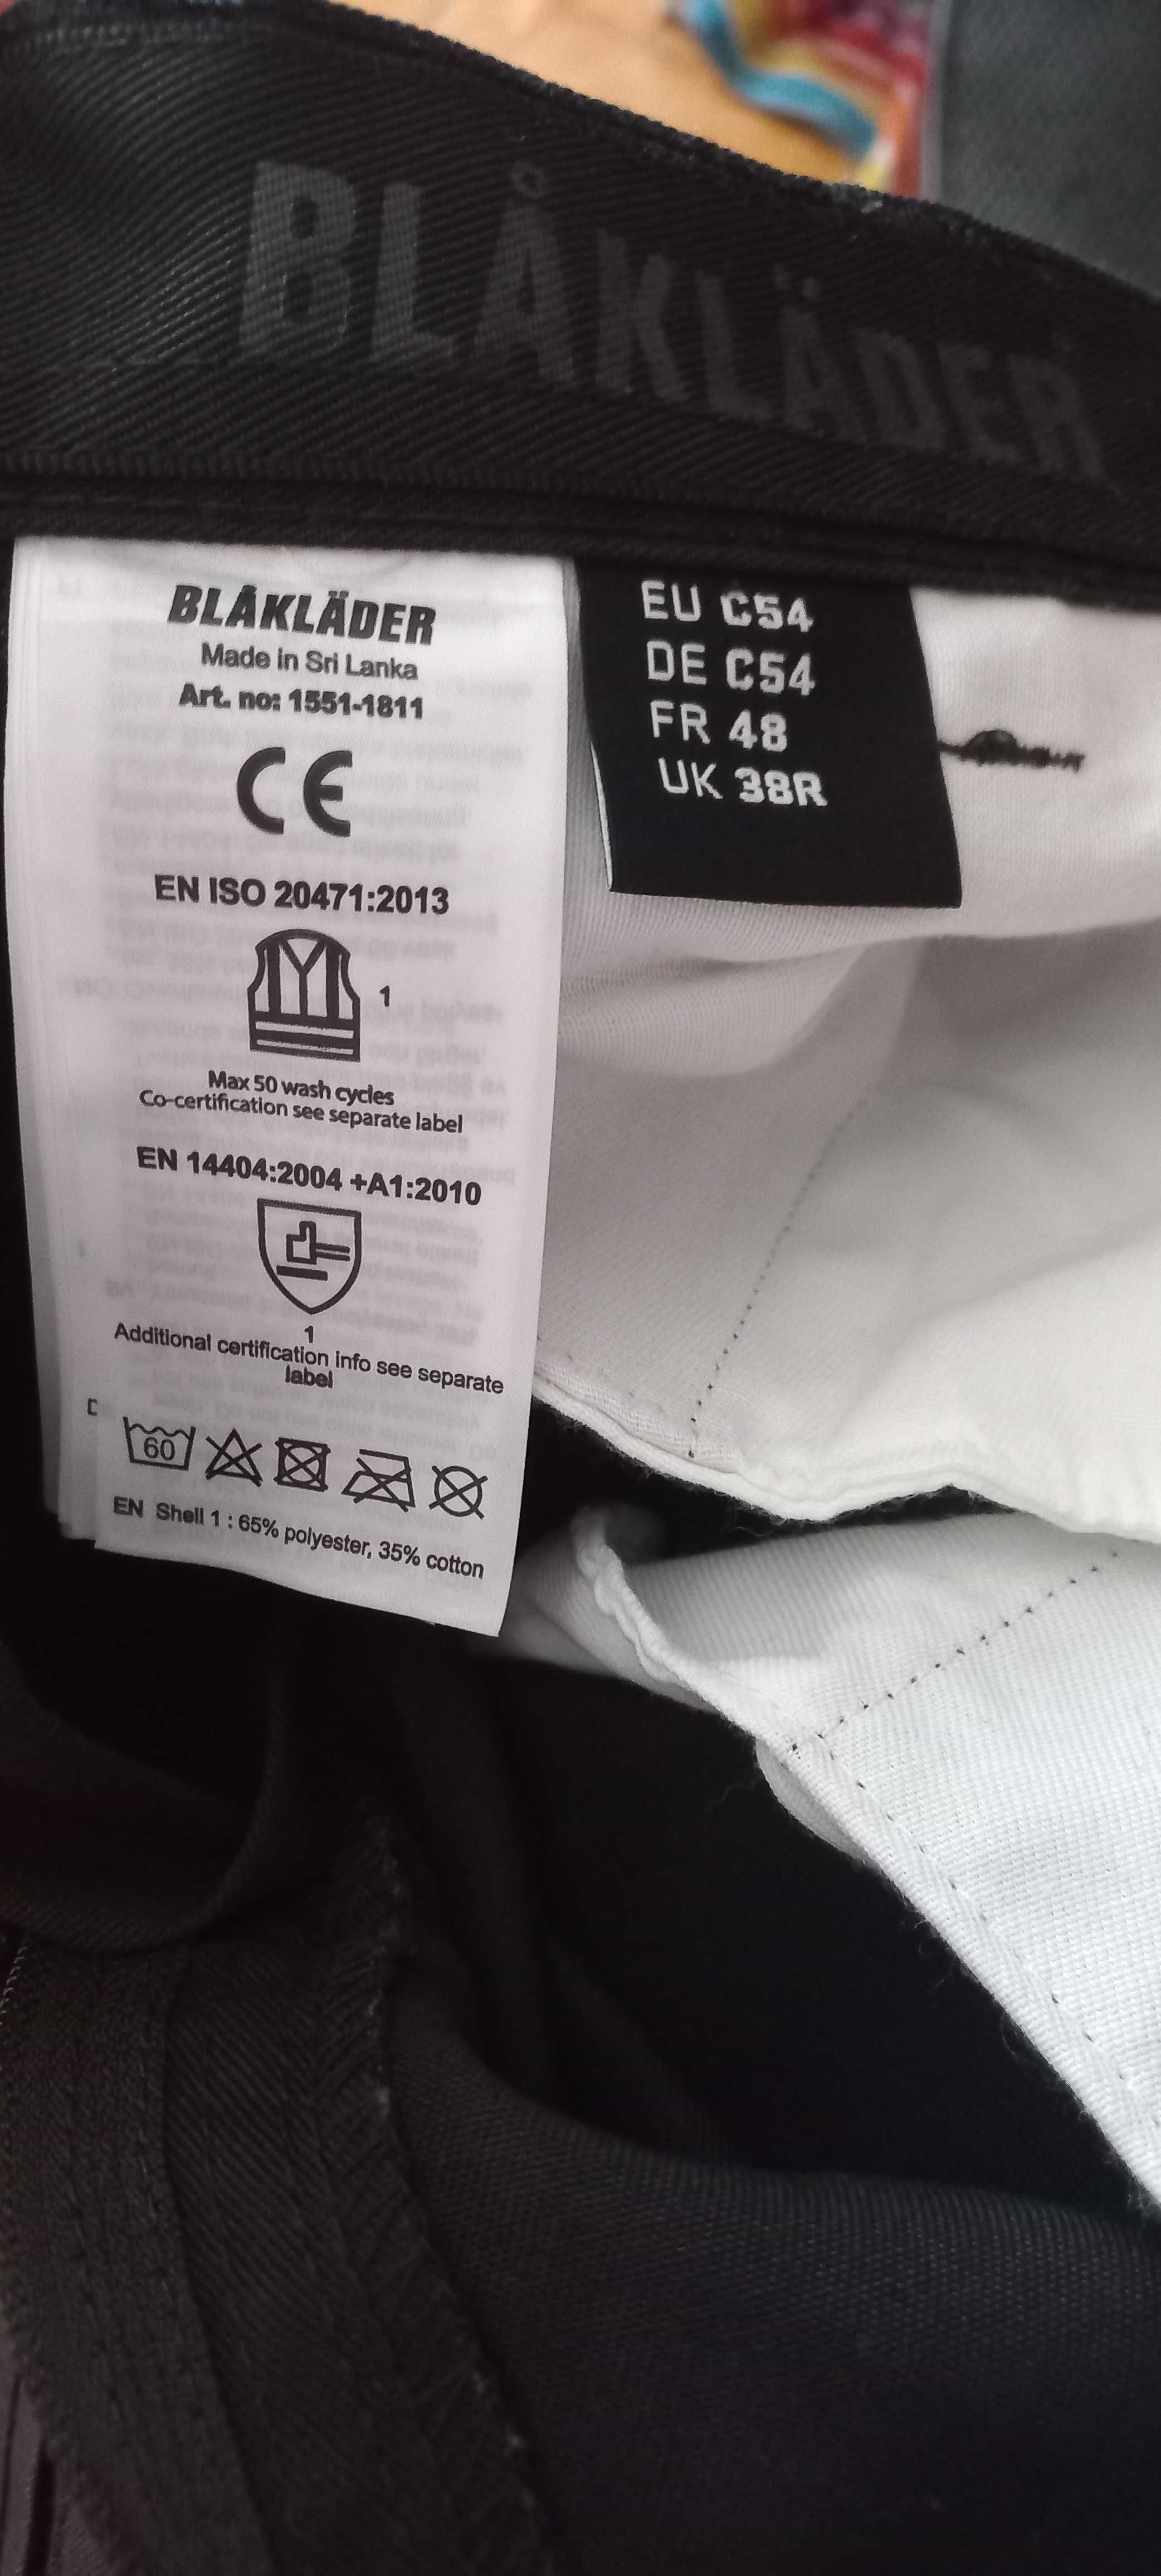 BLÅKLÄDER
BLÅKLÄDER
Made in Sri Lanka
Art. no: 1551-1811
CE
EN ISO 20471:2013
1
Max 50 wash cycles
Co-certification see separate label
EN 14404:2004 +A1:2010
1
Additional certification info see separate
label
60
EN Shell 1 : 65% polyester, 35% cotton
EU C54
DE C54
FR 48
UK 38R